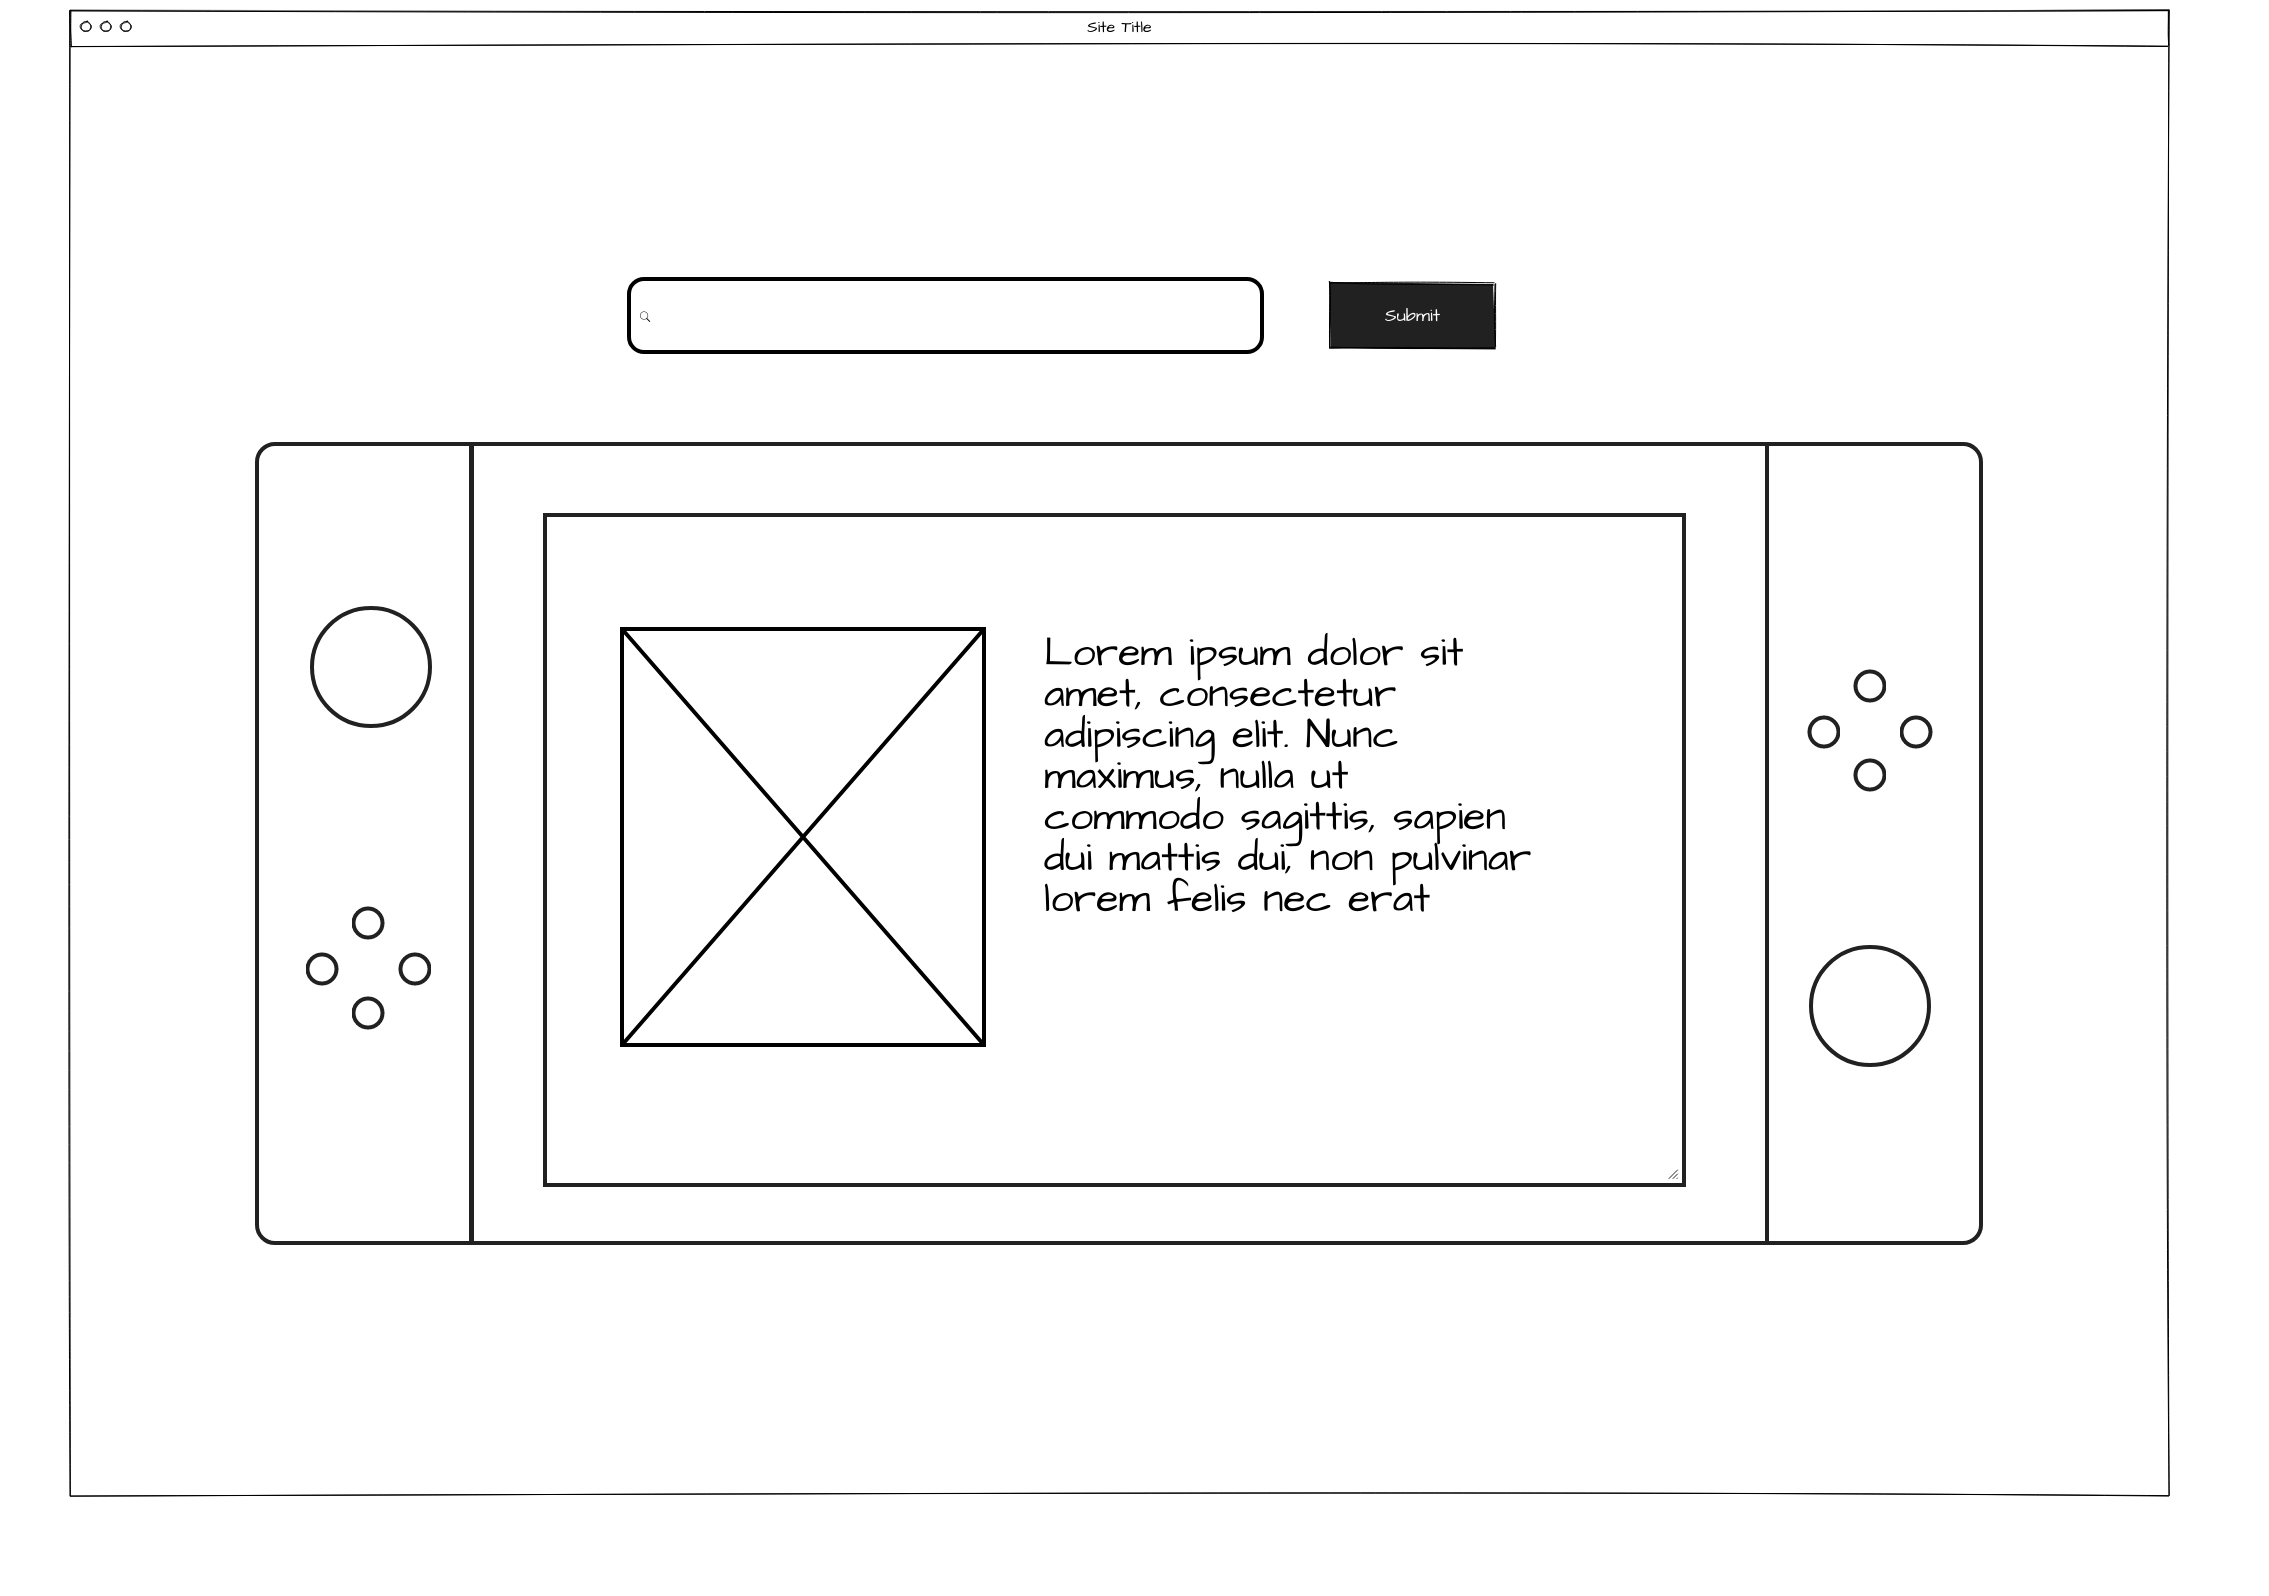 Site Title
Submit
Lorem ipsum dolor sit
amet, consectetur
adipiscing elit. Nunc
maximus, nulla ut
commodo sagittis, sapien
dui mattis dui, non pulvinar
lorem felis nec erat